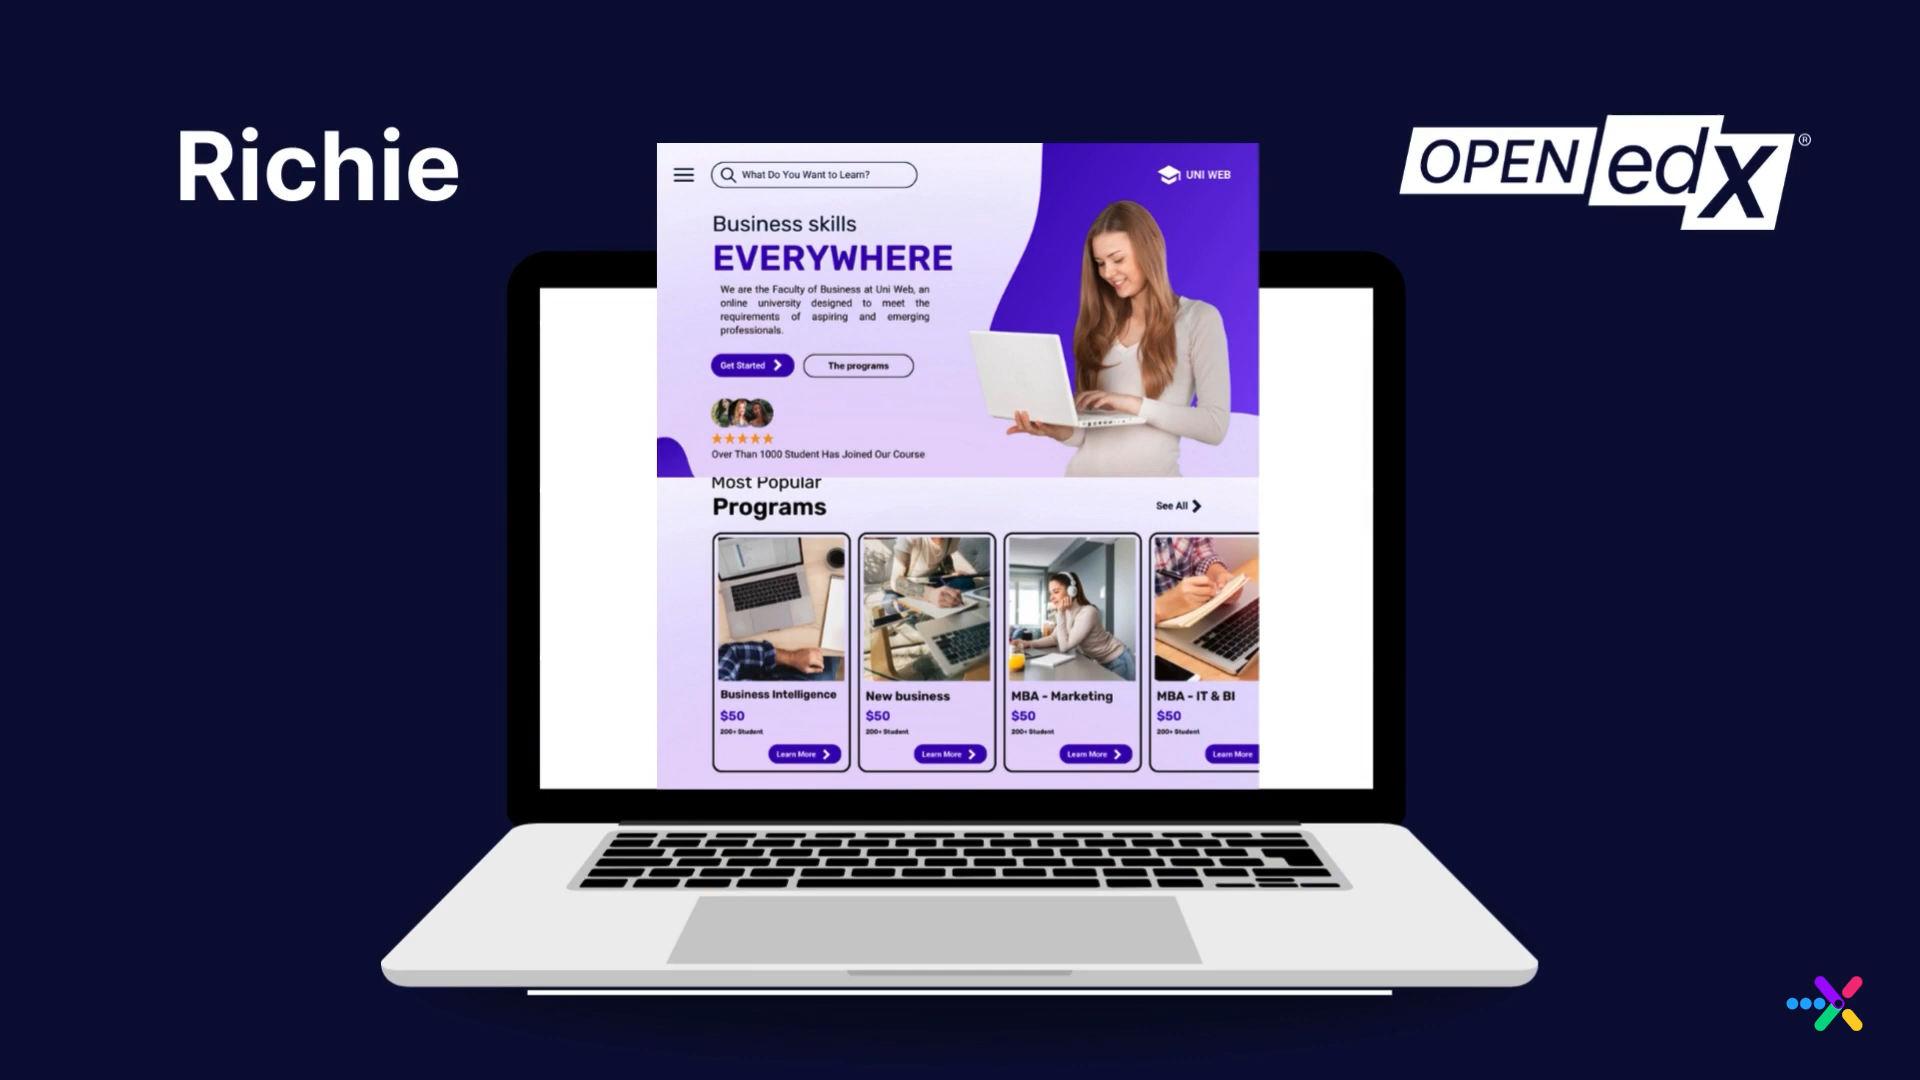 Richie
OPEN edX ®
What Do You Want to Learn?
UNI WEB
Business skills
EVERYWHERE
We are the Faculty of Business at Uni Web, an
online university designed to meet the
requirements of aspiring and emerging
professionals.
Get Started
The programs
Over Than 1000 Student Has Joined Our Course
Most Popular
Programs
See All
Business Intelligence
$50
200+ Student
Learn More
New business
$50
200+ Student
Learn More
MBA - Marketing
$50
200+ Student
Learn More
MBA - IT & BI
$50
200+ Student
Learn More